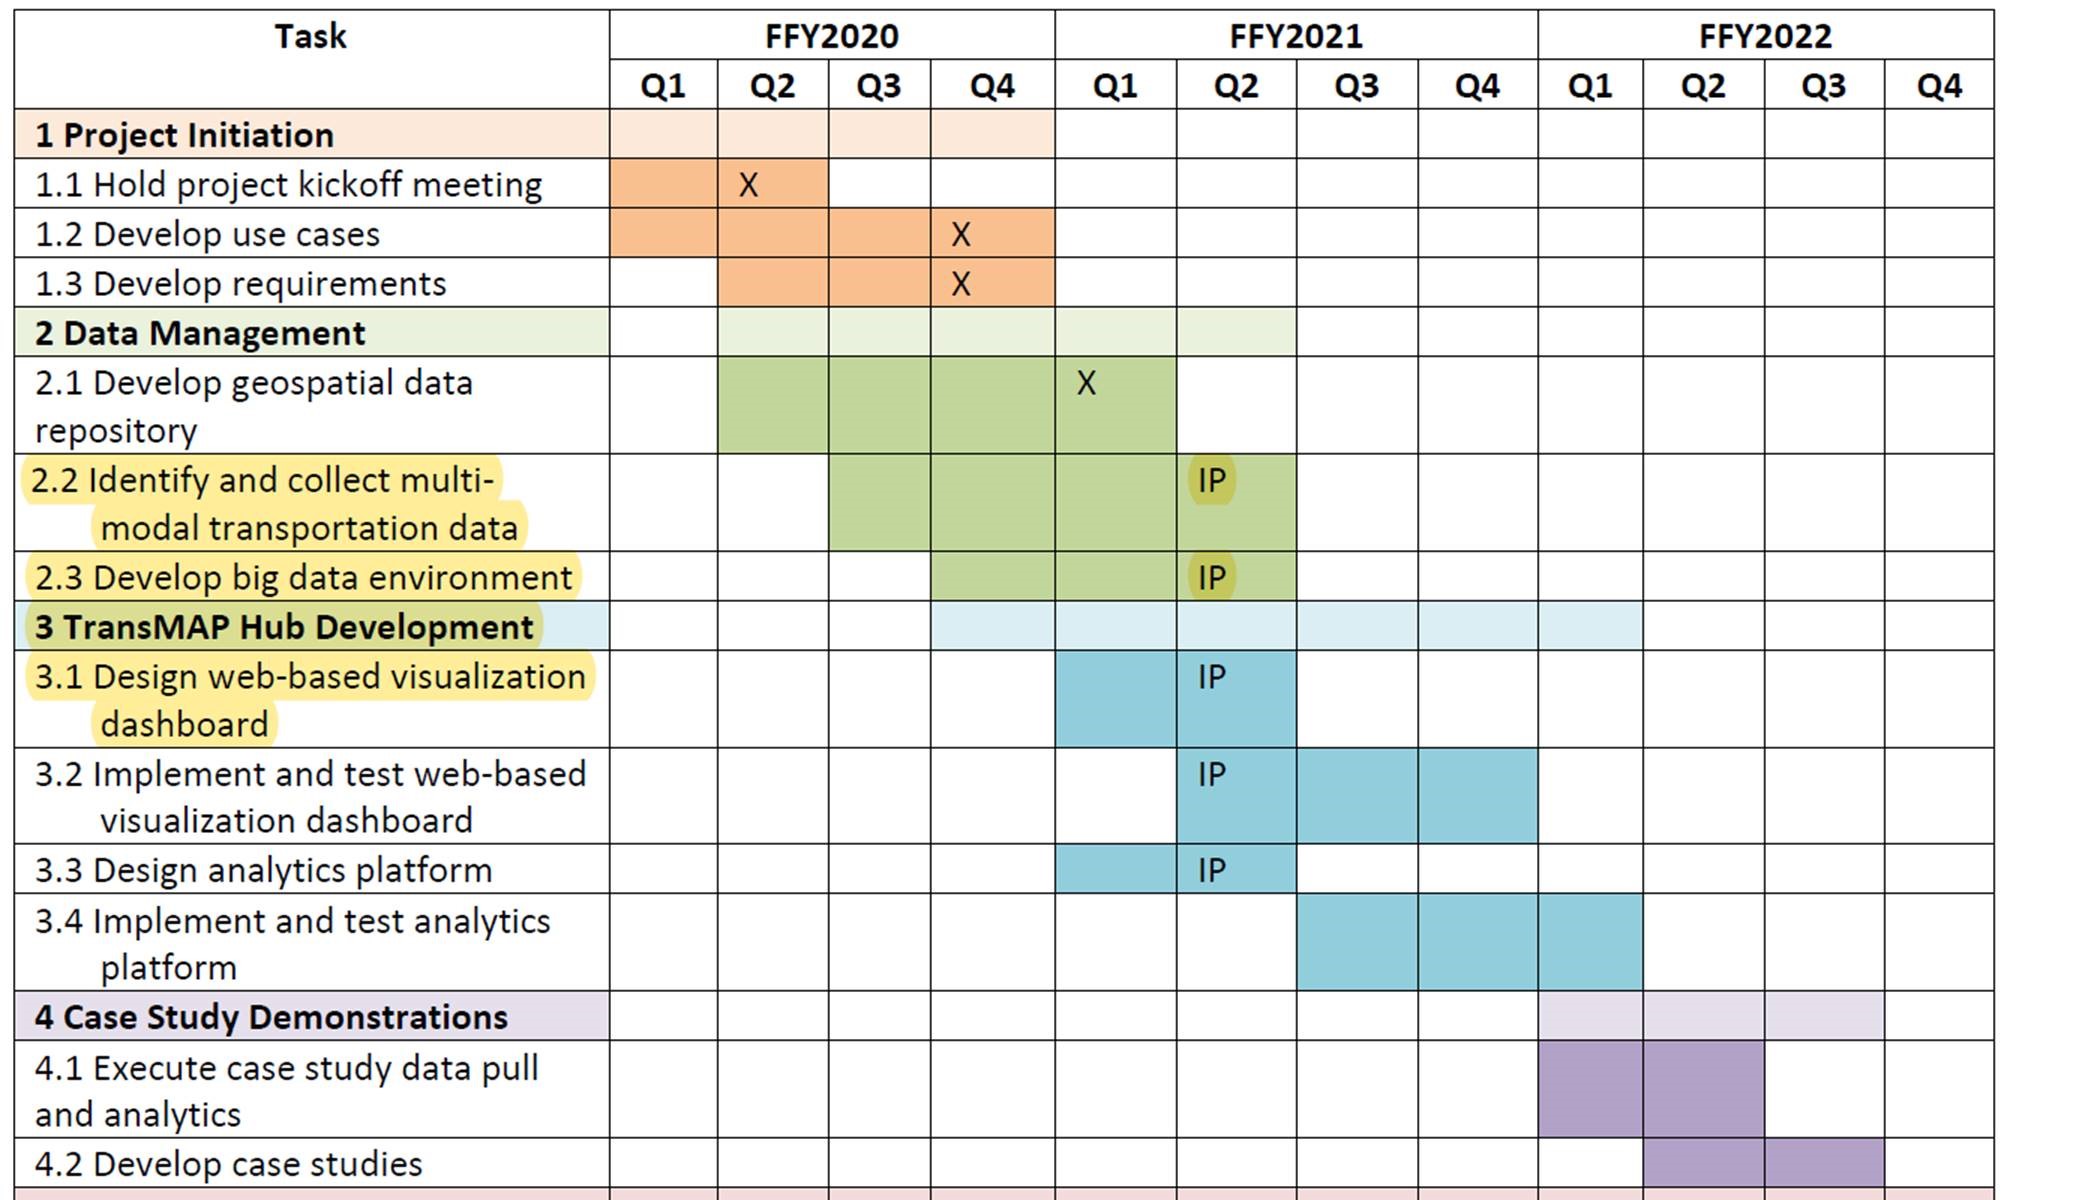 Task FFY2020 FFY2021 FFY2022
Q1 Q2 Q3 Q4 Q1 Q2 Q3 Q4 Q1 Q2 Q3 Q4
1 Project Initiation
1.1 Hold project kickoff meeting X
1.2 Develop use cases X
1.3 Develop requirements X
2 Data Management
2.1 Develop geospatial data X
repository
2.2 Identify and collect multi- IP
modal transportation data
2.3 Develop big data environment IP
3 TransMAP Hub Development
3.1 Design web-based visualization IP
dashboard
3.2 Implement and test web-based IP
visualization dashboard
3.3 Design analytics platform IP
3.4 Implement and test analytics
platform
4 Case Study Demonstrations
4.1 Execute case study data pull
and analytics
4.2 Develop case studies